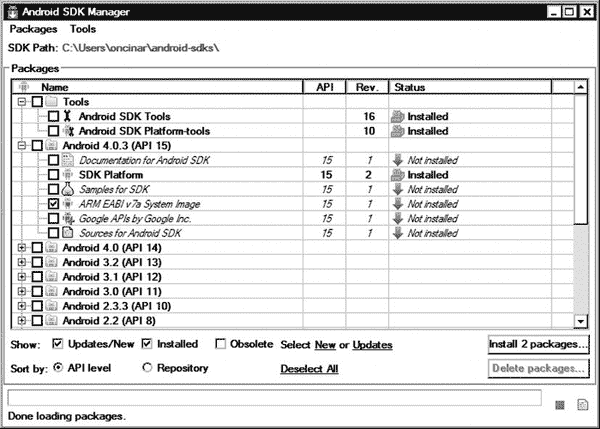 Android SDK Manager
Packages Tools
SDK Path: C:\Users\oncinar\android-sdks\
Packages
Name API Rev. Status
Tools
Android SDK Tools 16 Installed
Android SDK Platform-tools 10 Installed
Android 4.0.3 (API 15)
Documentation for Android SDK 15 1 Not installed
SDK Platform 15 2 Installed
Samples for SDK 15 1 Not installed
ARM EABI v7a System Image 15 1 Not installed
Google APIs by Google Inc. 15 1 Not installed
Sources for Android SDK 15 1 Not installed
Android 4.0 (API 14)
Android 3.2 (API 13)
Android 3.1 (API 12)
Android 3.0 (API 11)
Android 2.3.3 (API 10)
Android 2.2 (API 8)
Show: Updates/New Installed Obsolete Select New or Updates Install 2 packages...
Sort by: API level Repository Deselect All Delete packages...
Done loading packages.